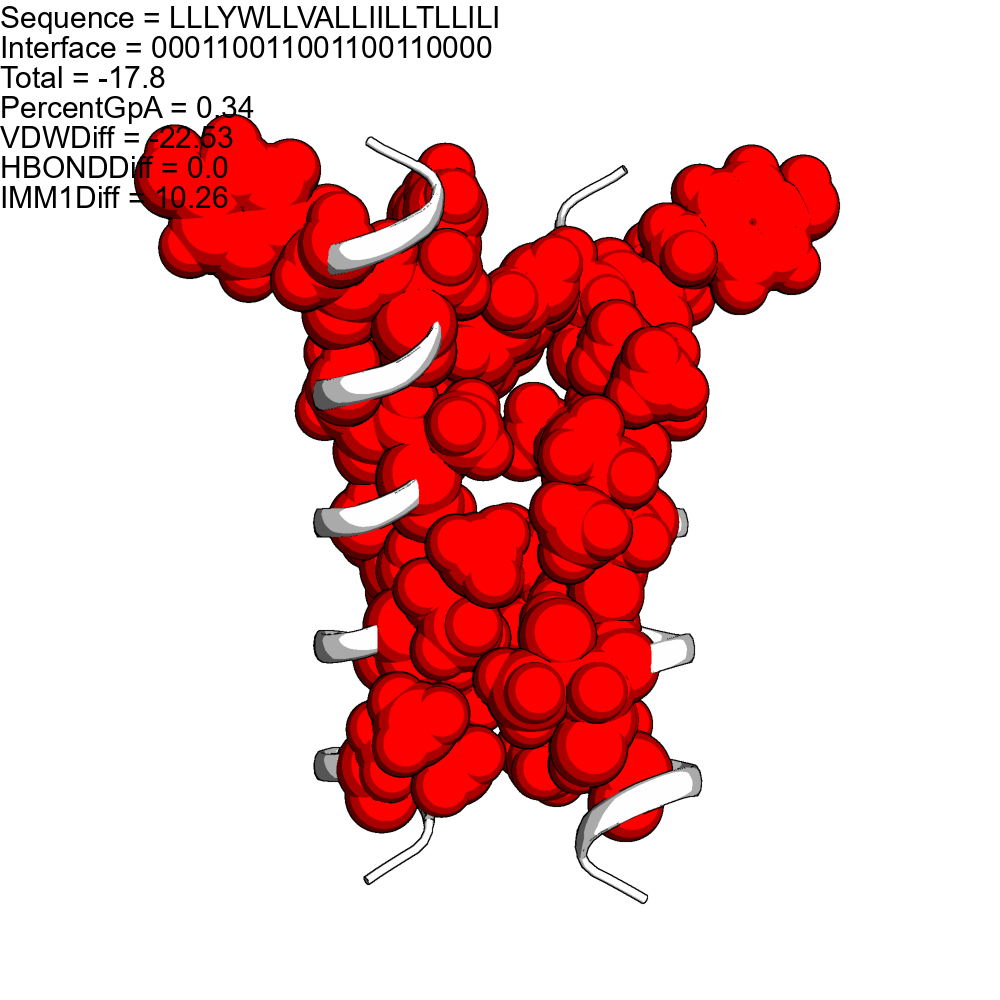 Sequence = LLLYWLLVALLIILLTLLILI
Interface = 000110011001100110000
Total = -17.8
PercentGpA = 0.34
VDWDiff = -22.53
HBONDDiff = 0.0
IMM1Diff = 10.26